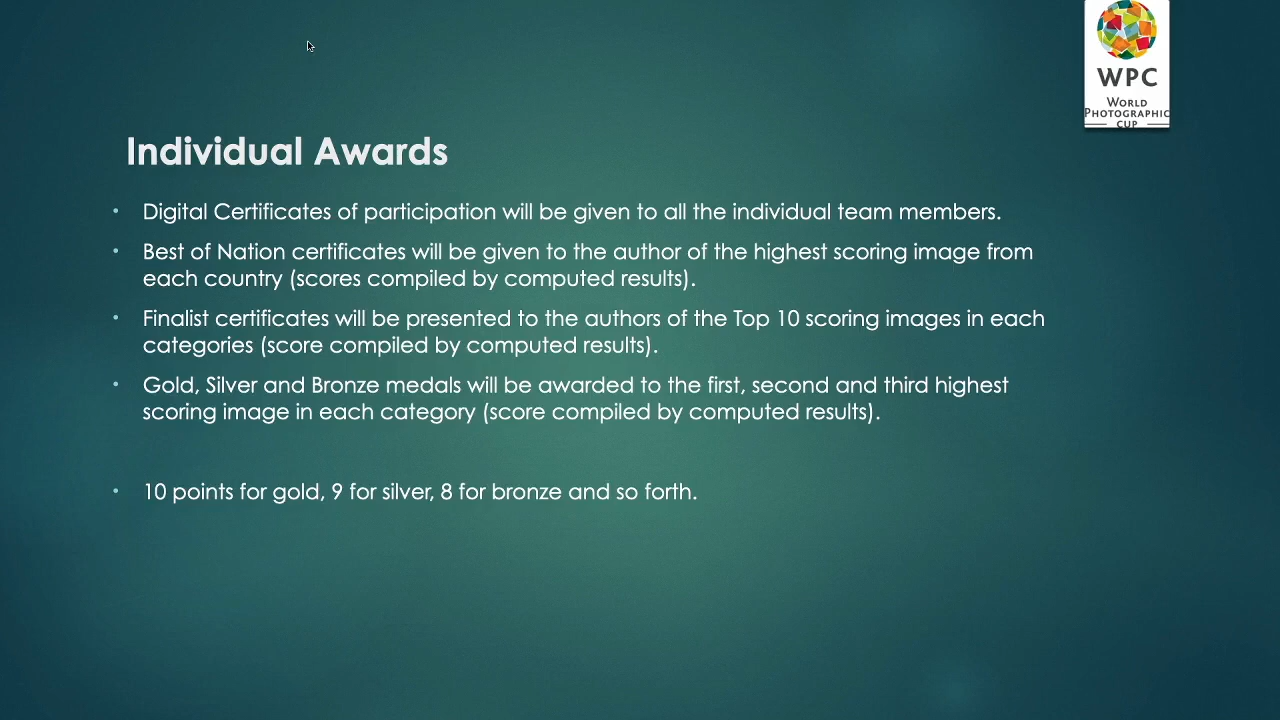 WPC
WORLD
PHOTOGRAPHIC
CUP
Individual Awards
• Digital Certificates of participation will be given to all the individual team members.
• Best of Nation certificates will be given to the author of the highest scoring image from
each country (scores compiled by computed results).
• Finalist certificates will be presented to the authors of the Top 10 scoring images in each
categories (score compiled by computed results).
• Gold, Silver and Bronze medals will be awarded to the first, second and third highest
scoring image in each category (score compiled by computed results).
• 10 points for gold, 9 for silver, 8 for bronze and so forth.